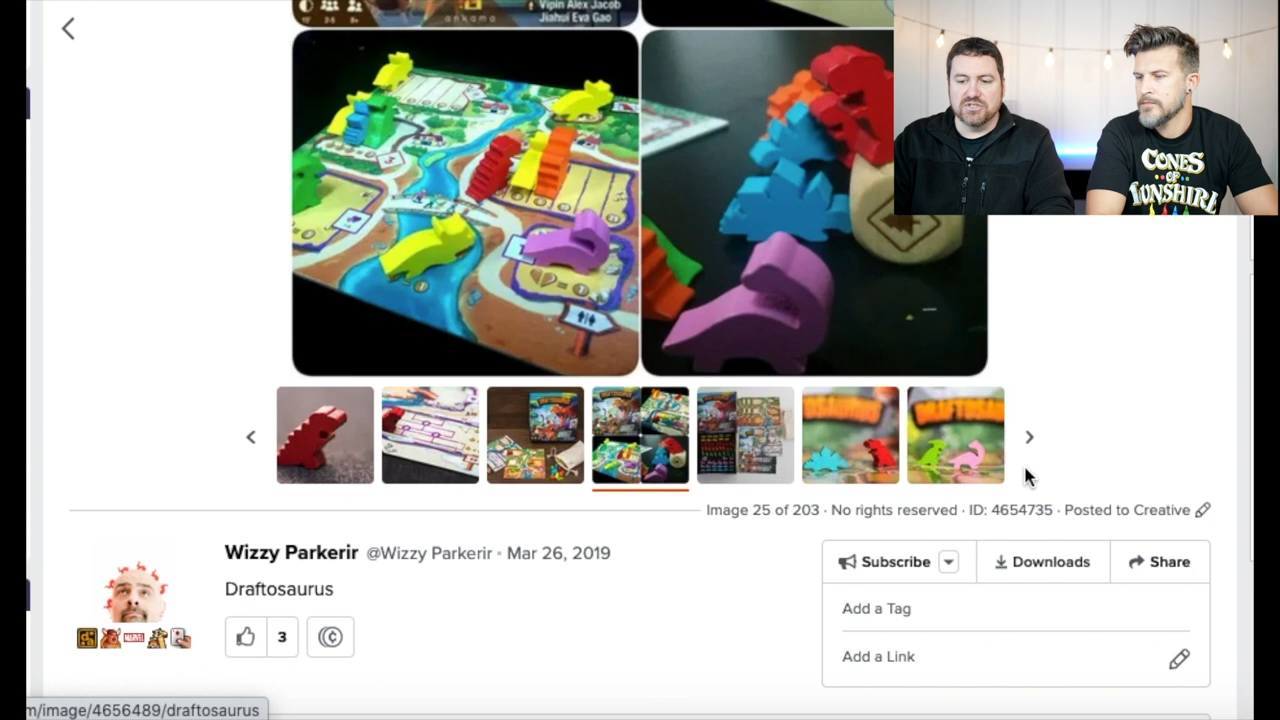 Vipin Alex Jacob
ankama
Jiahui Eva Gao
CONES
OF
DUNSHIRE
Image 25 of 203 · No rights reserved · ID: 4654735 · Posted to Creative
Wizzy Parkerir @Wizzy Parkerir · Mar 26, 2019
Draftosaurus
3
Subscribe
Downloads
Share
Add a Tag
Add a Link
m/image/4656489/draftosaurus